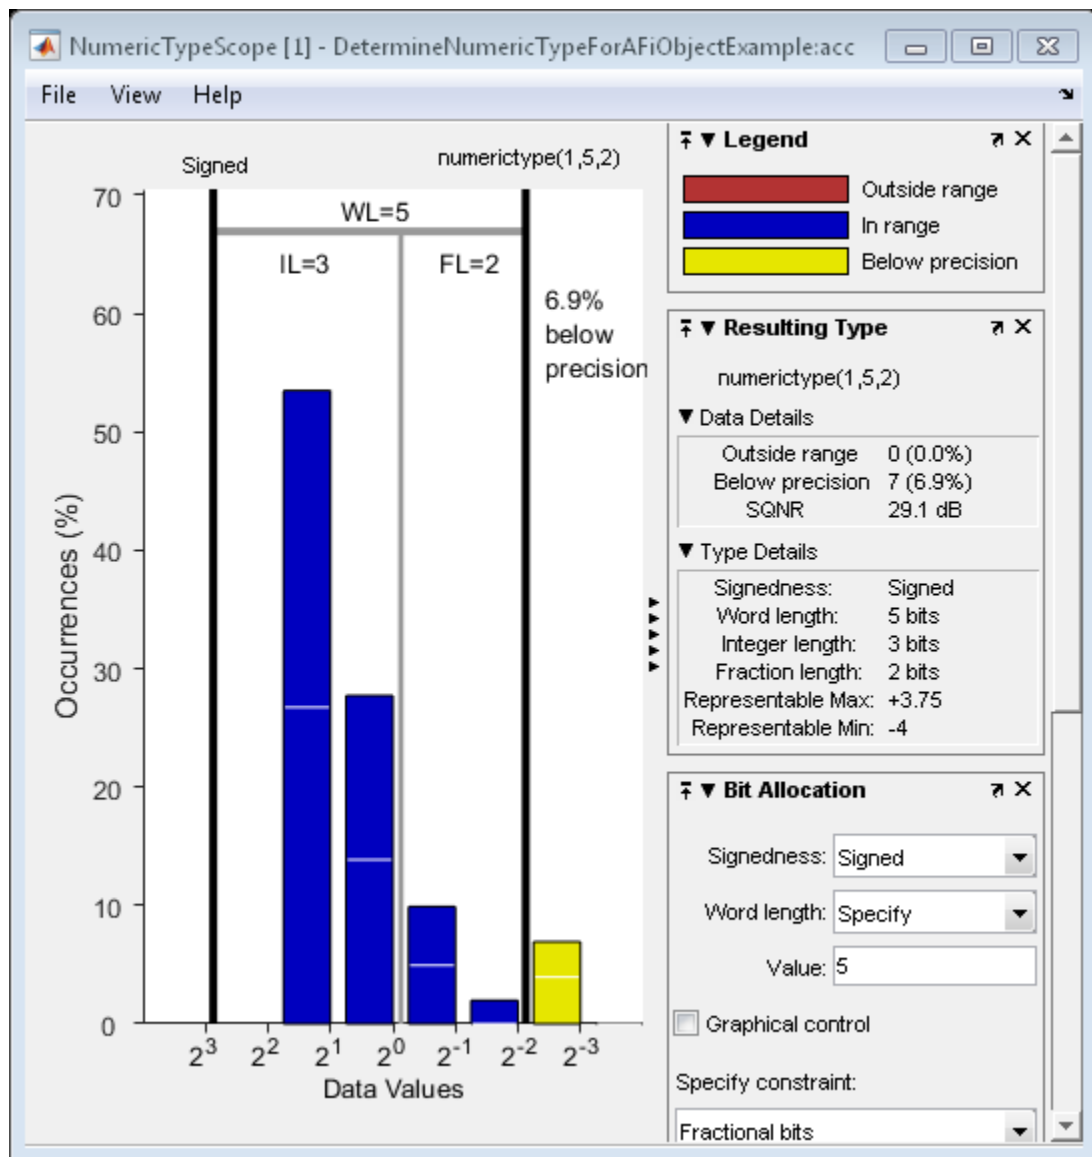 NumericTypeScope [1] - DetermineNumericTypeForAFiObjectExample:acc
File View Help
Signed
numerictype(1,5,2)
70
60
50
40
30
20
10
0
Occurrences (%)
WL=5
IL=3
FL=2
6.9%
below
precision
2^3 2^2 2^1 2^0 2^-1 2^-2 2^-3
Data Values
Legend
Outside range
In range
Below precision
Resulting Type
numerictype(1,5,2)
Data Details
Outside range 0 (0.0%)
Below precision 7 (6.9%)
SQNR 29.1 dB
Type Details
Signedness: Signed
Word length: 5 bits
Integer length: 3 bits
Fraction length: 2 bits
Representable Max: +3.75
Representable Min: -4
Bit Allocation
Signedness: Signed
Word length: Specify
Value: 5
Graphical control
Specify constraint:
Fractional bits